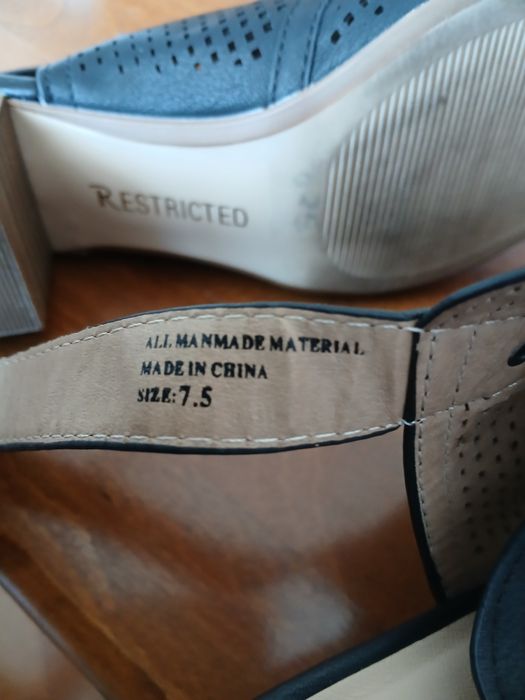 RESTRICTED
ALL MANMADE MATERIAL
MADE IN CHINA
SIZE: 7.5